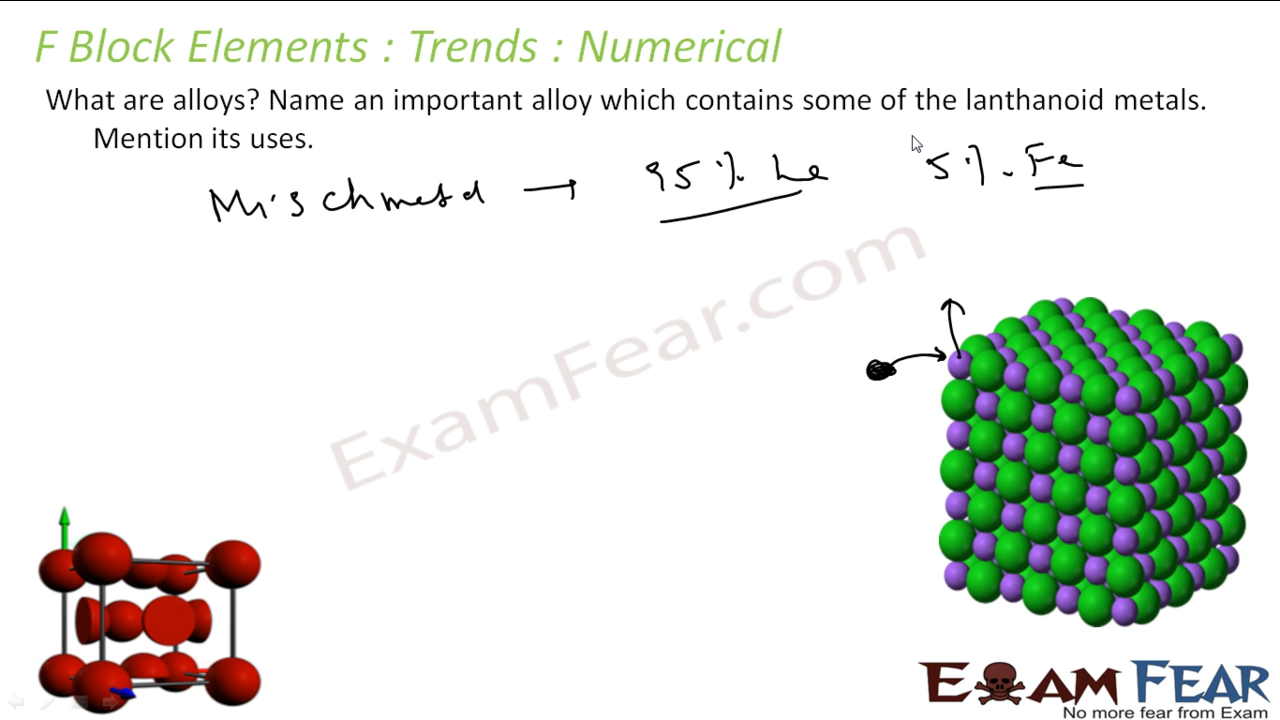 F Block Elements : Trends : Numerical
What are alloys? Name an important alloy which contains some of the lanthanoid metals.
Mention its uses.
Mischmetal → 95% La 5%. Fe
ExamFear.com
EXAM FEAR
No more fear from Exam